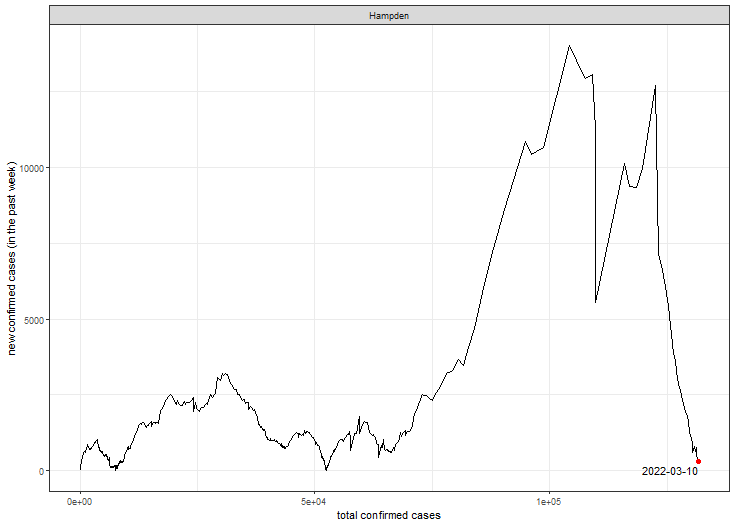 Hampden
new confirmed cases (in the past week)
10000
5000
0
2022-03-10
0e+00
5e+04
1e+05
total confirmed cases